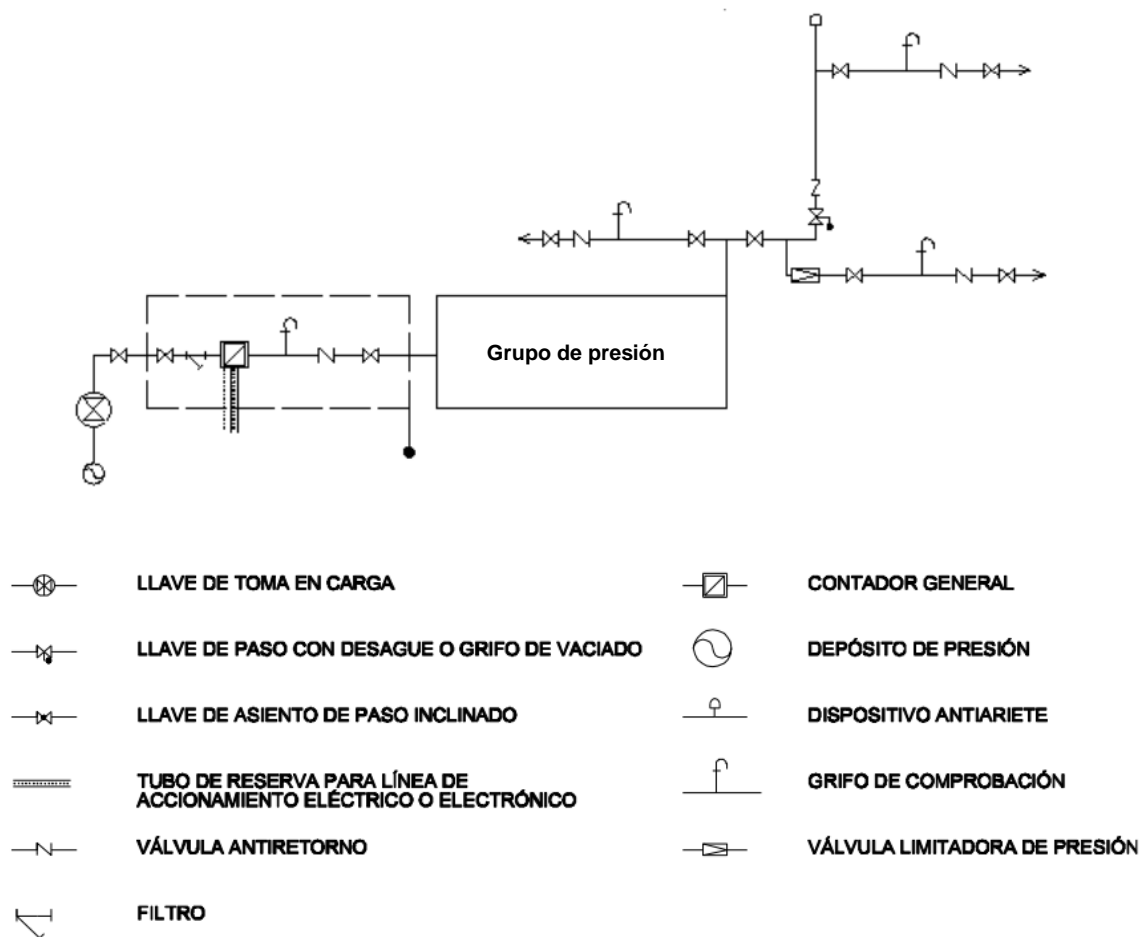 Grupo de presión
LLAVE DE TOMA EN CARGA
CONTADOR GENERAL
LLAVE DE PASO CON DESAGUE O GRIFO DE VACIADO
DEPÓSITO DE PRESIÓN
LLAVE DE ASIENTO DE PASO INCLINADO
DISPOSITIVO ANTIARIETE
TUBO DE RESERVA PARA LÍNEA DE
ACCIONAMIENTO ELÉCTRICO O ELECTRÓNICO
GRIFO DE COMPROBACIÓN
VÁLVULA ANTIRETORNO
VÁLVULA LIMITADORA DE PRESIÓN
FILTRO